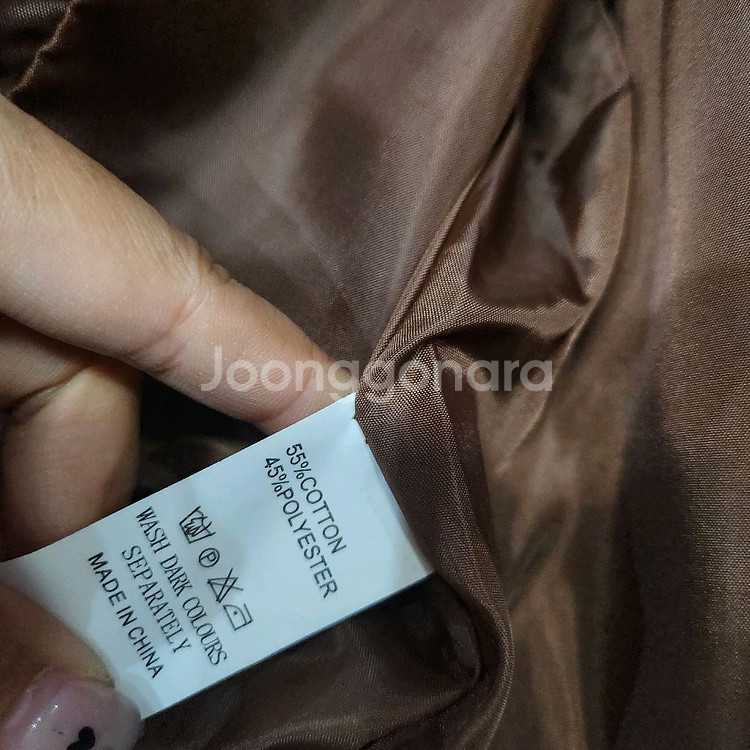 55%COTTON
45%POLYESTER
P
WASH DARK COLOURS
SEPARATELY
MADE IN CHINA
Joonggonara